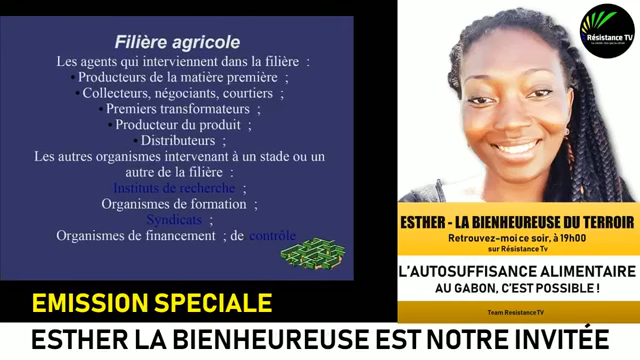 Filière agricole
Les agents qui interviennent dans la filière :
•Producteurs de la matière première ;
•Collecteurs, négociants, courtiers ;
•Premiers transformateurs ;
•Producteur du produit ;
•Distributeurs ;
Les autres organismes intervenant à un stade ou un
autre de la filière :
Instituts de recherche ;
Organismes de formation ;
Syndicats ;
Organismes de financement ; de contrôle
Résistance TV
ESTHER - LA BIENHEUREUSE DU TERROIR
Retrouvez-moi ce soir, à 19h00
sur Résistance Tv
L'AUTOSUFFISANCE ALIMENTAIRE
AU GABON, C'EST POSSIBLE !
Team ResistanceTV
EMISSION SPECIALE
ESTHER LA BIENHEUREUSE EST NOTRE INVITÉE